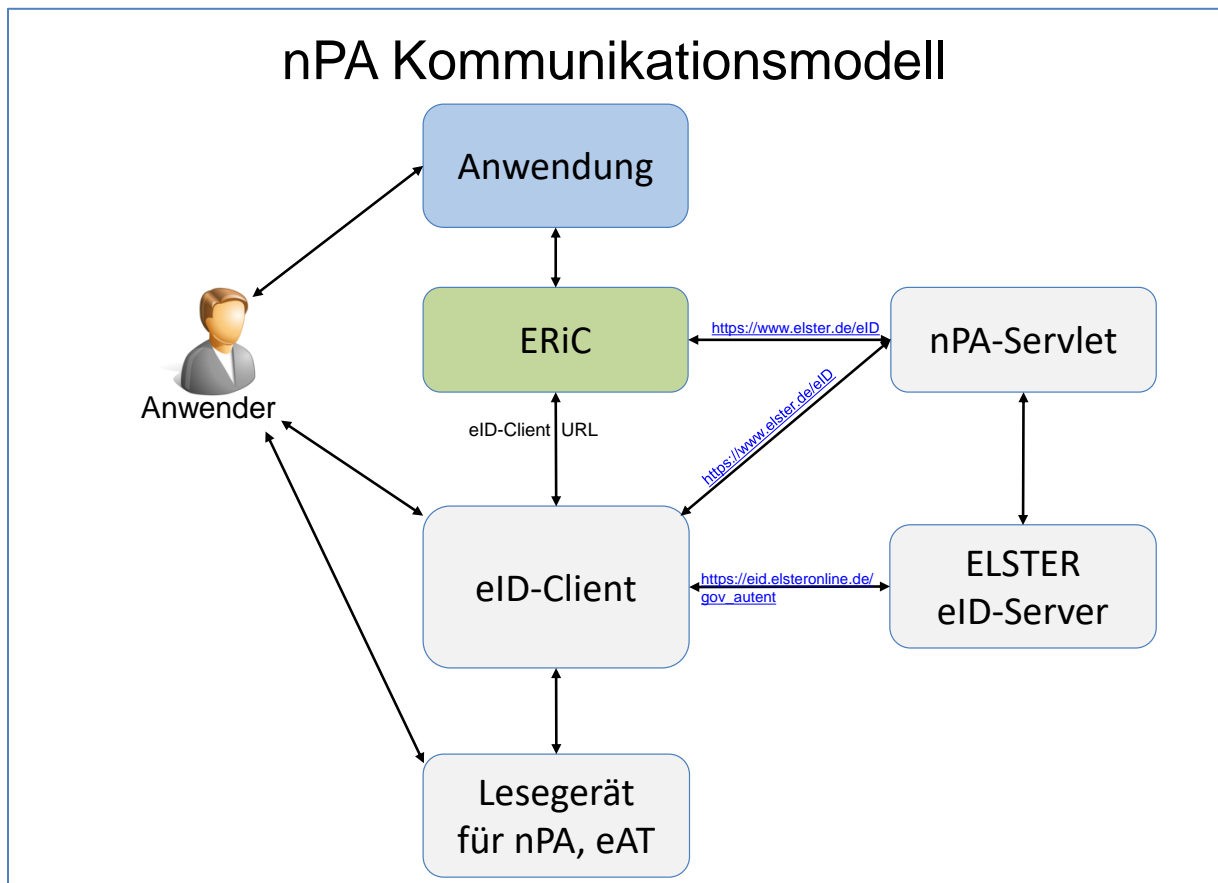 nPA Kommunikationsmodell
Anwendung
ERiC
https://www.elster.de/eID
nPA-Servlet
Anwender
https://www.elster.de/eID
eID-Client URL
eID-Client
https://eid.elsteronline.de/
gov_autent
ELSTER
eID-Server
Lesegerät
für nPA, eAT